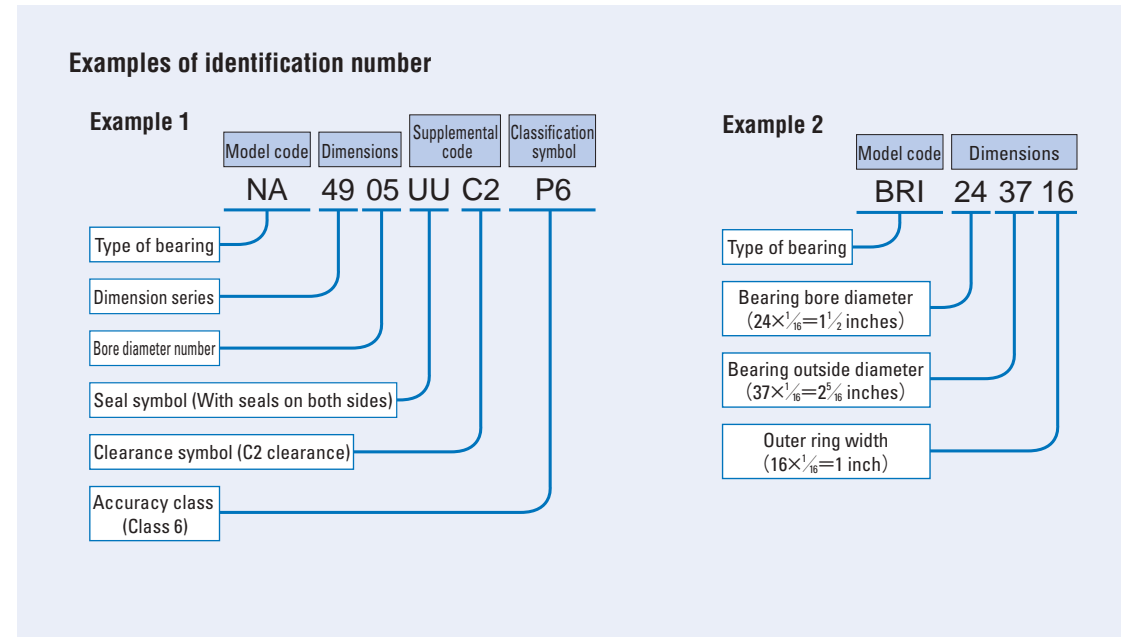 Examples of identification number
Example 1
Model code
Dimensions
Supplemental
code
Classification
symbol
NA 49 05 UU C2 P6
Type of bearing
Dimension series
Bore diameter number
Seal symbol (With seals on both sides)
Clearance symbol (C2 clearance)
Accuracy class
(Class 6)
Example 2
Model code
Dimensions
BRI 24 37 16
Type of bearing
Bearing bore diameter
(24×1⁄16=1 1⁄2 inches)
Bearing outside diameter
(37×1⁄16=2 5⁄16 inches)
Outer ring width
(16×1⁄16=1 inch)